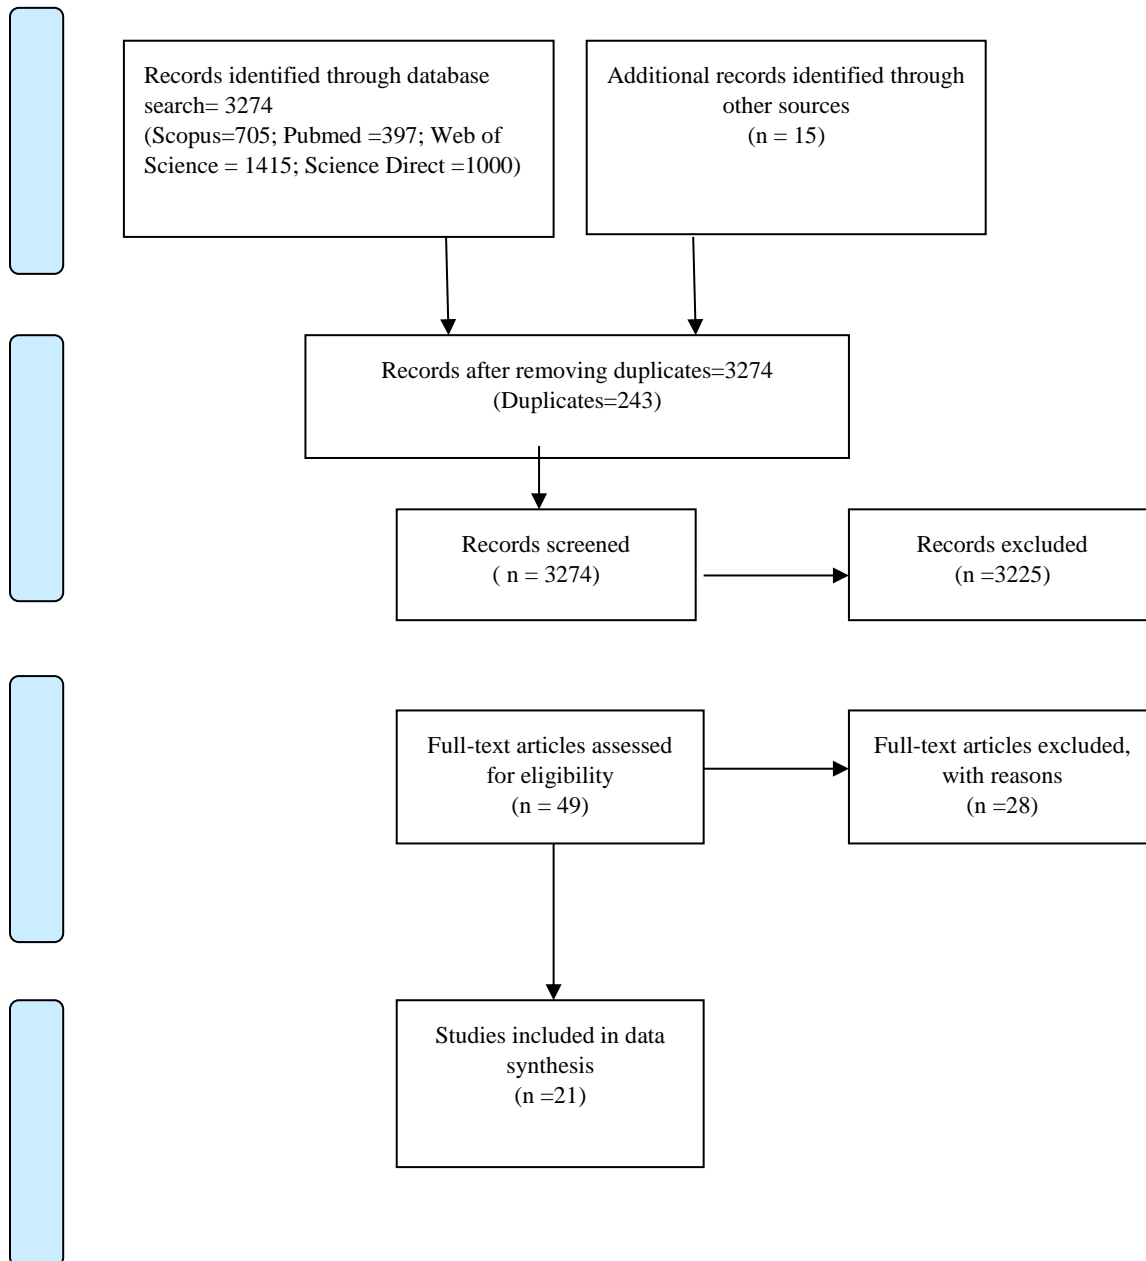 Records identified through database
search= 3274
(Scopus=705; Pubmed =397; Web of
Science = 1415; Science Direct =1000)
Additional records identified through
other sources
(n = 15)
Records after removing duplicates=3274
(Duplicates=243)
Records screened
( n = 3274)
Records excluded
(n =3225)
Full-text articles assessed
for eligibility
(n = 49)
Full-text articles excluded,
with reasons
(n =28)
Studies included in data
synthesis
(n =21)